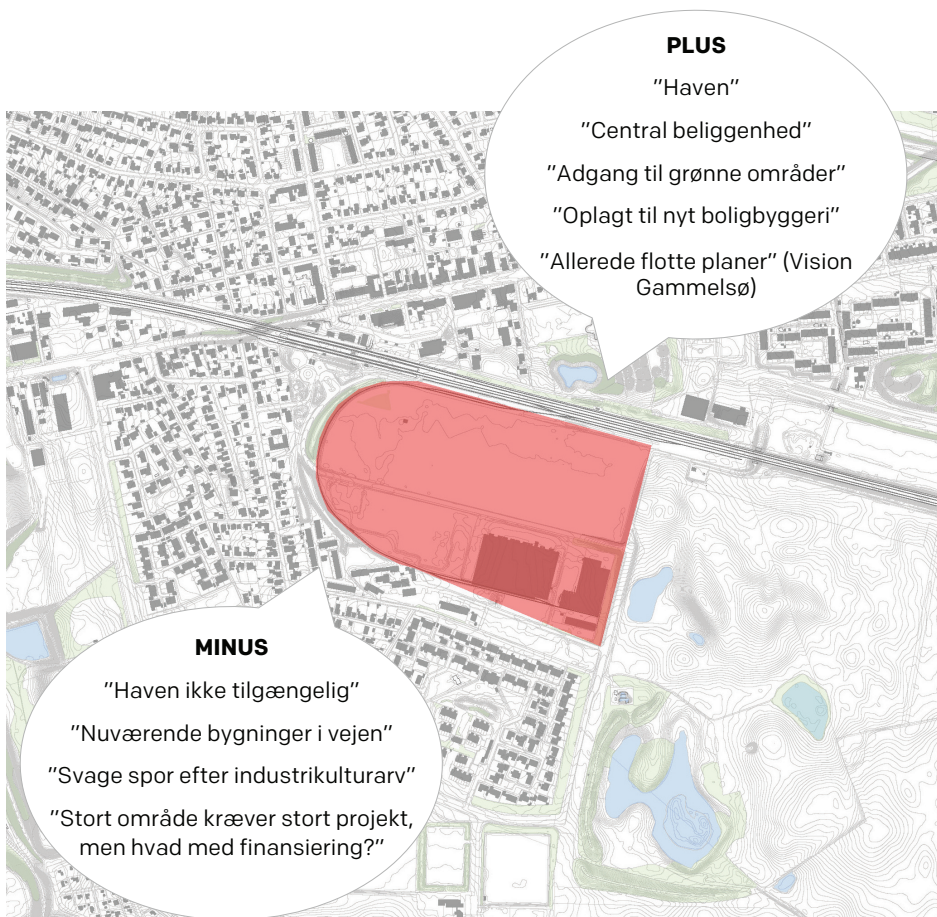 PLUS
”Haven”
”Central beliggenhed”
”Adgang til grønne områder”
”Oplagt til nyt boligbyggeri”
”Allerede flotte planer” (Vision
Gammelsø)
MINUS
”Haven ikke tilgængelig”
”Nuværende bygninger i vejen”
”Svage spor efter industrikulturarv”
”Stort område kræver stort projekt,
men hvad med finansiering?”